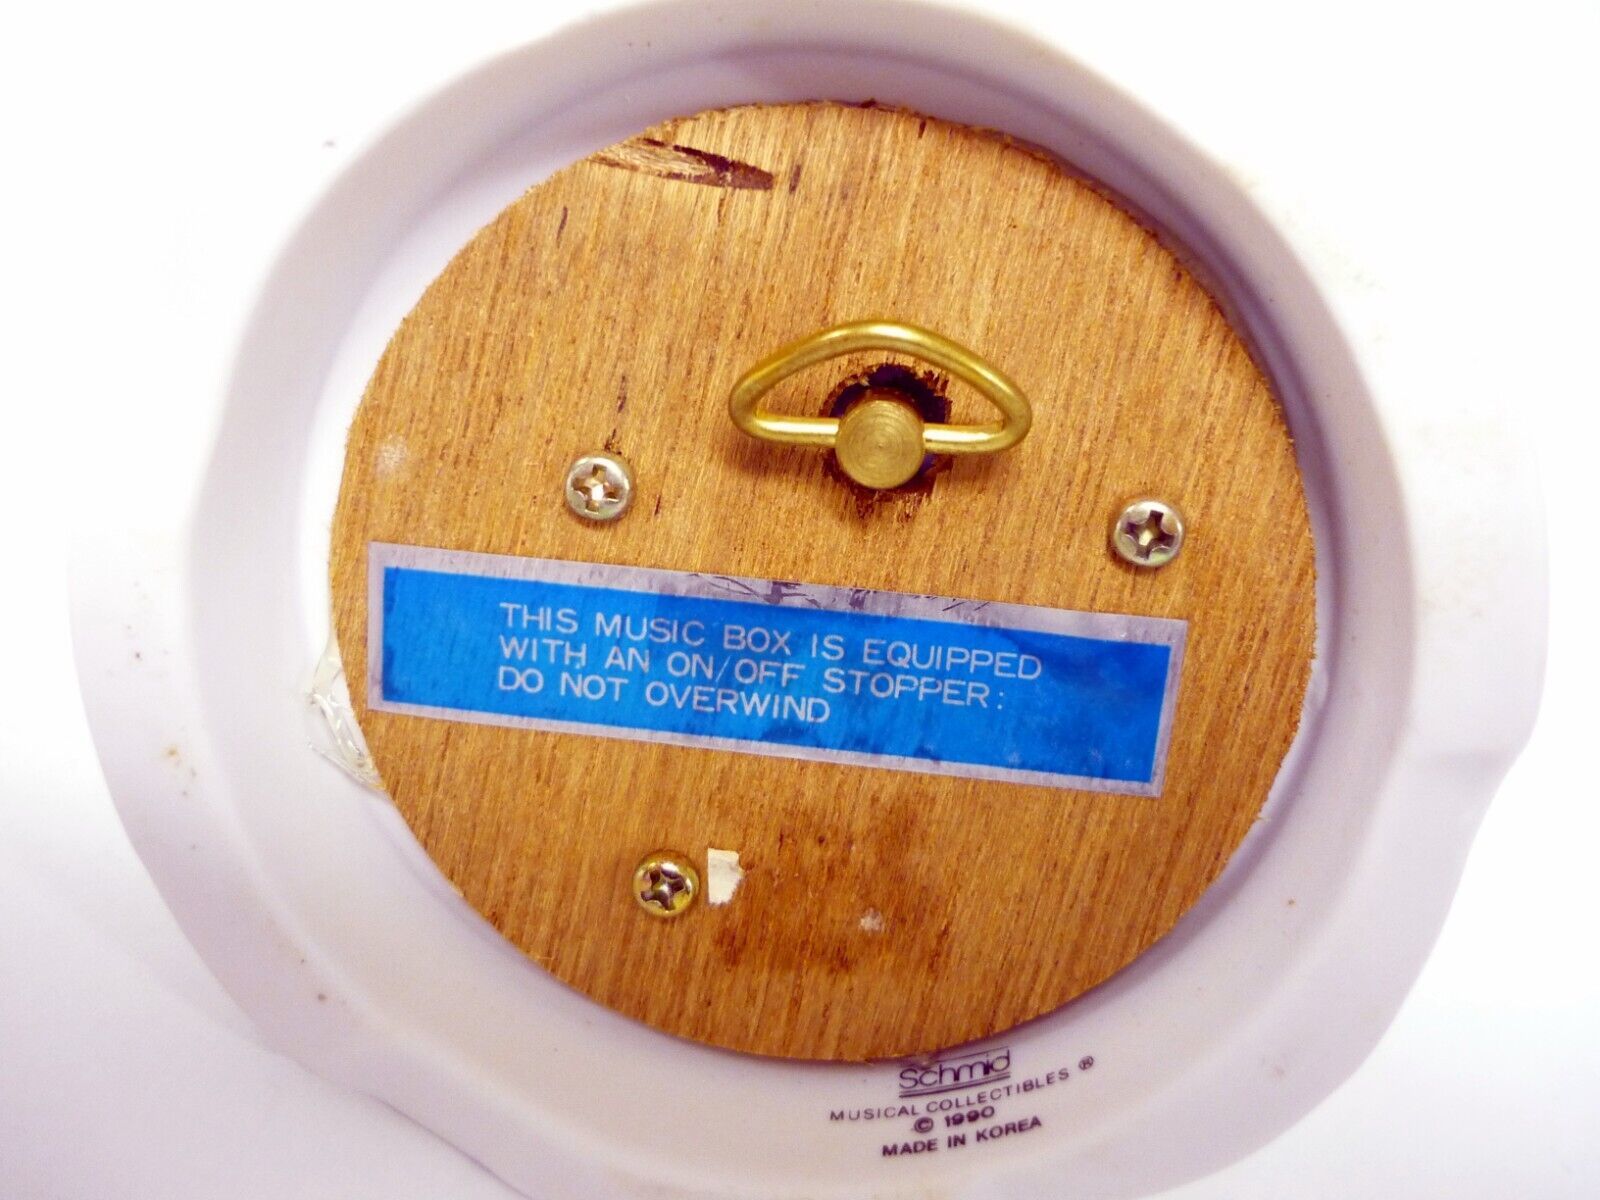 THIS MUSIC BOX IS EQUIPPED
WITH AN ON/OFF STOPPER:
DO NOT OVERWIND
Schmid
MUSICAL COLLECTIBLES ®
© 1990
MADE IN KOREA